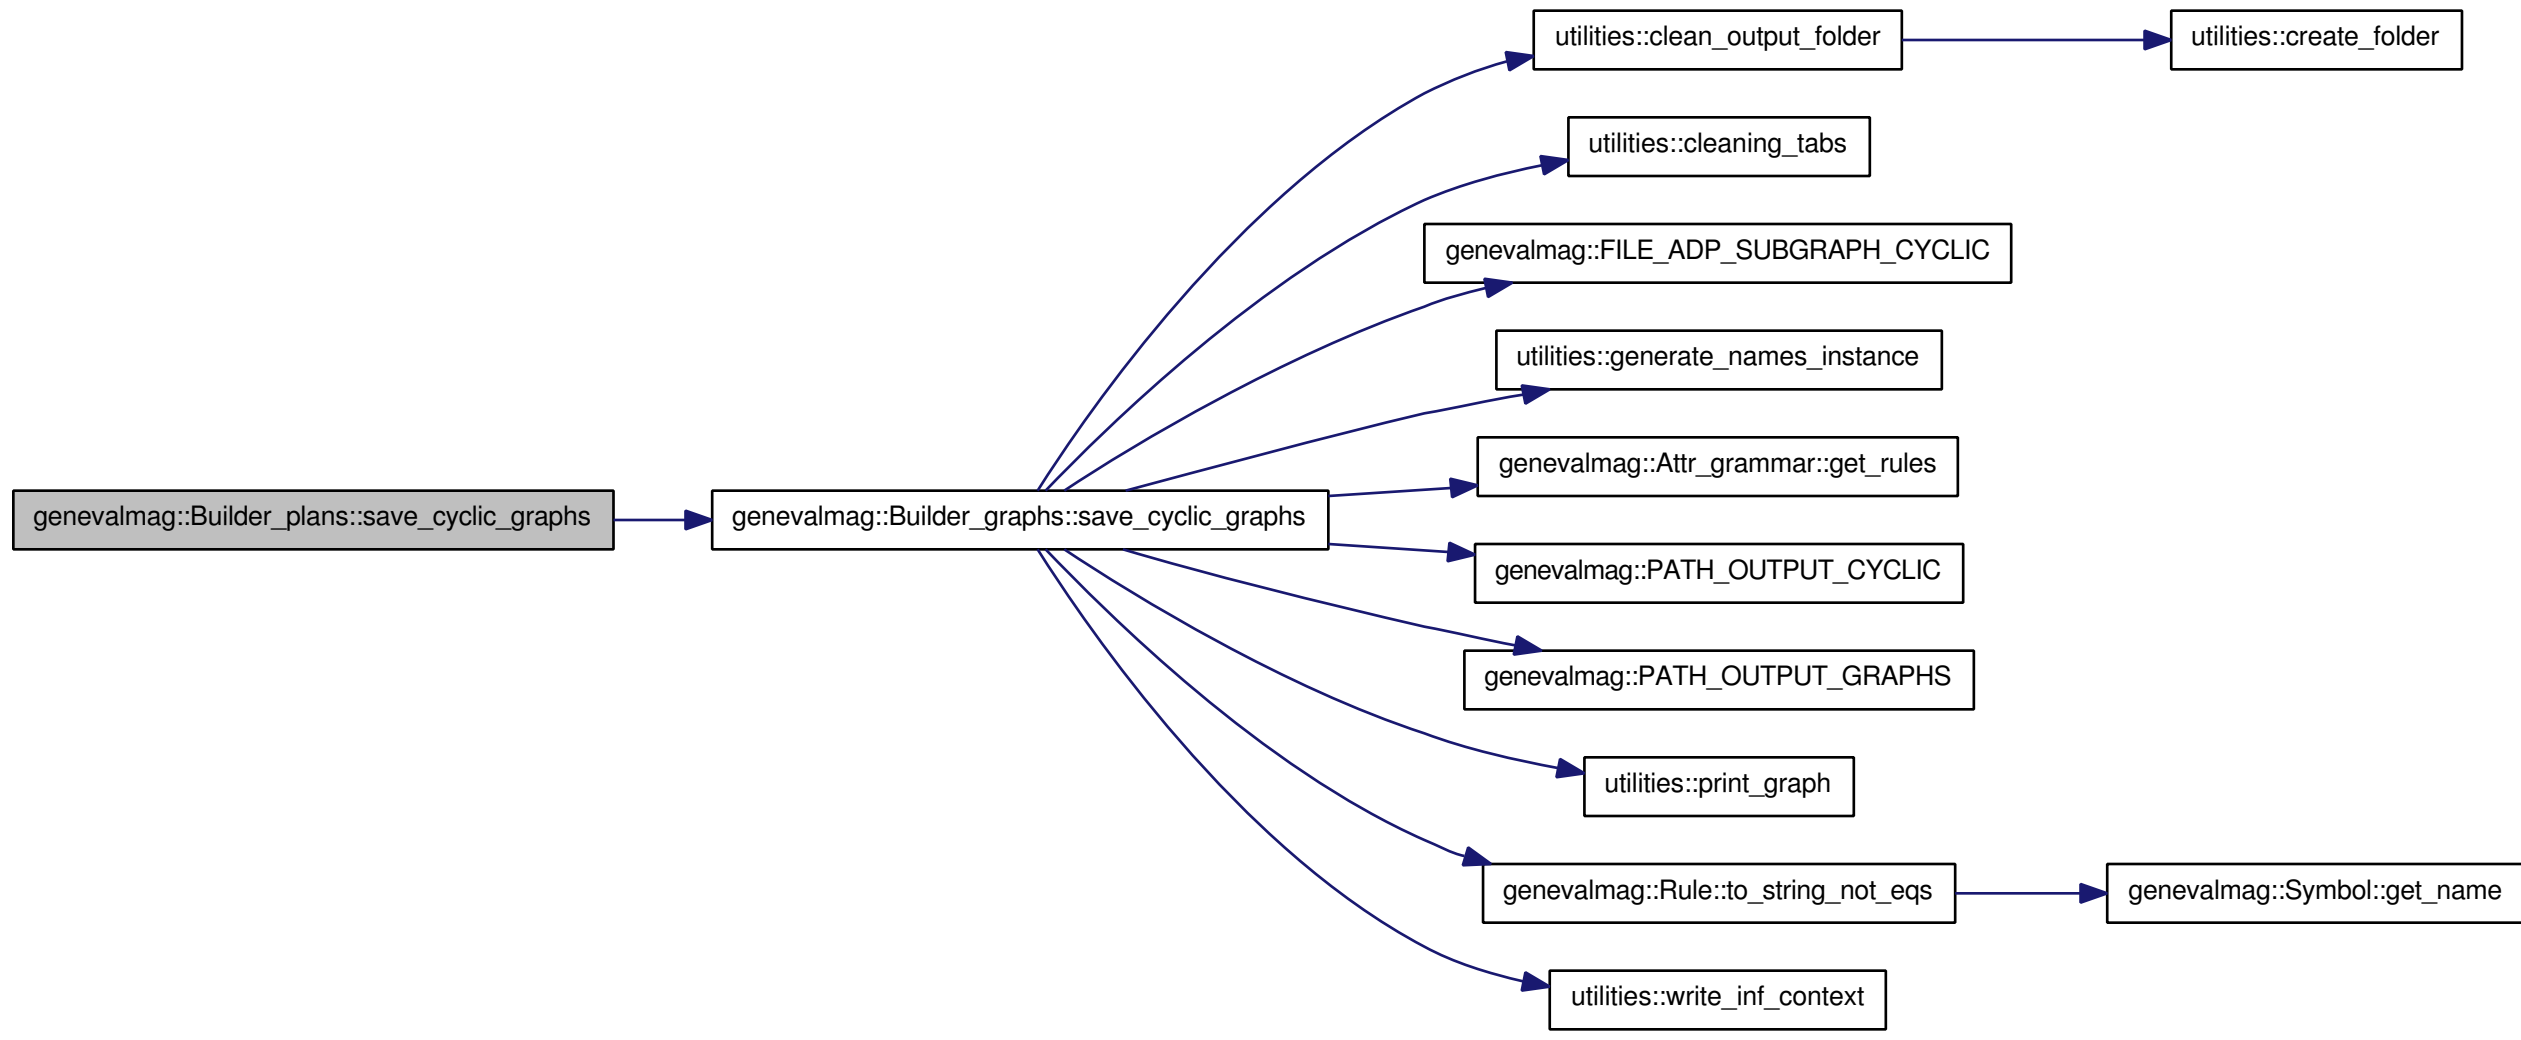 utilities::clean_output_folder
utilities::create_folder
utilities::cleaning_tabs
genevalmag::FILE_ADP_SUBGRAPH_CYCLIC
utilities::generate_names_instance
genevalmag::Attr_grammar::get_rules
genevalmag::Builder_plans::save_cyclic_graphs
genevalmag::Builder_graphs::save_cyclic_graphs
genevalmag::PATH_OUTPUT_CYCLIC
genevalmag::PATH_OUTPUT_GRAPHS
utilities::print_graph
genevalmag::Rule::to_string_not_eqs
genevalmag::Symbol::get_name
utilities::write_inf_context